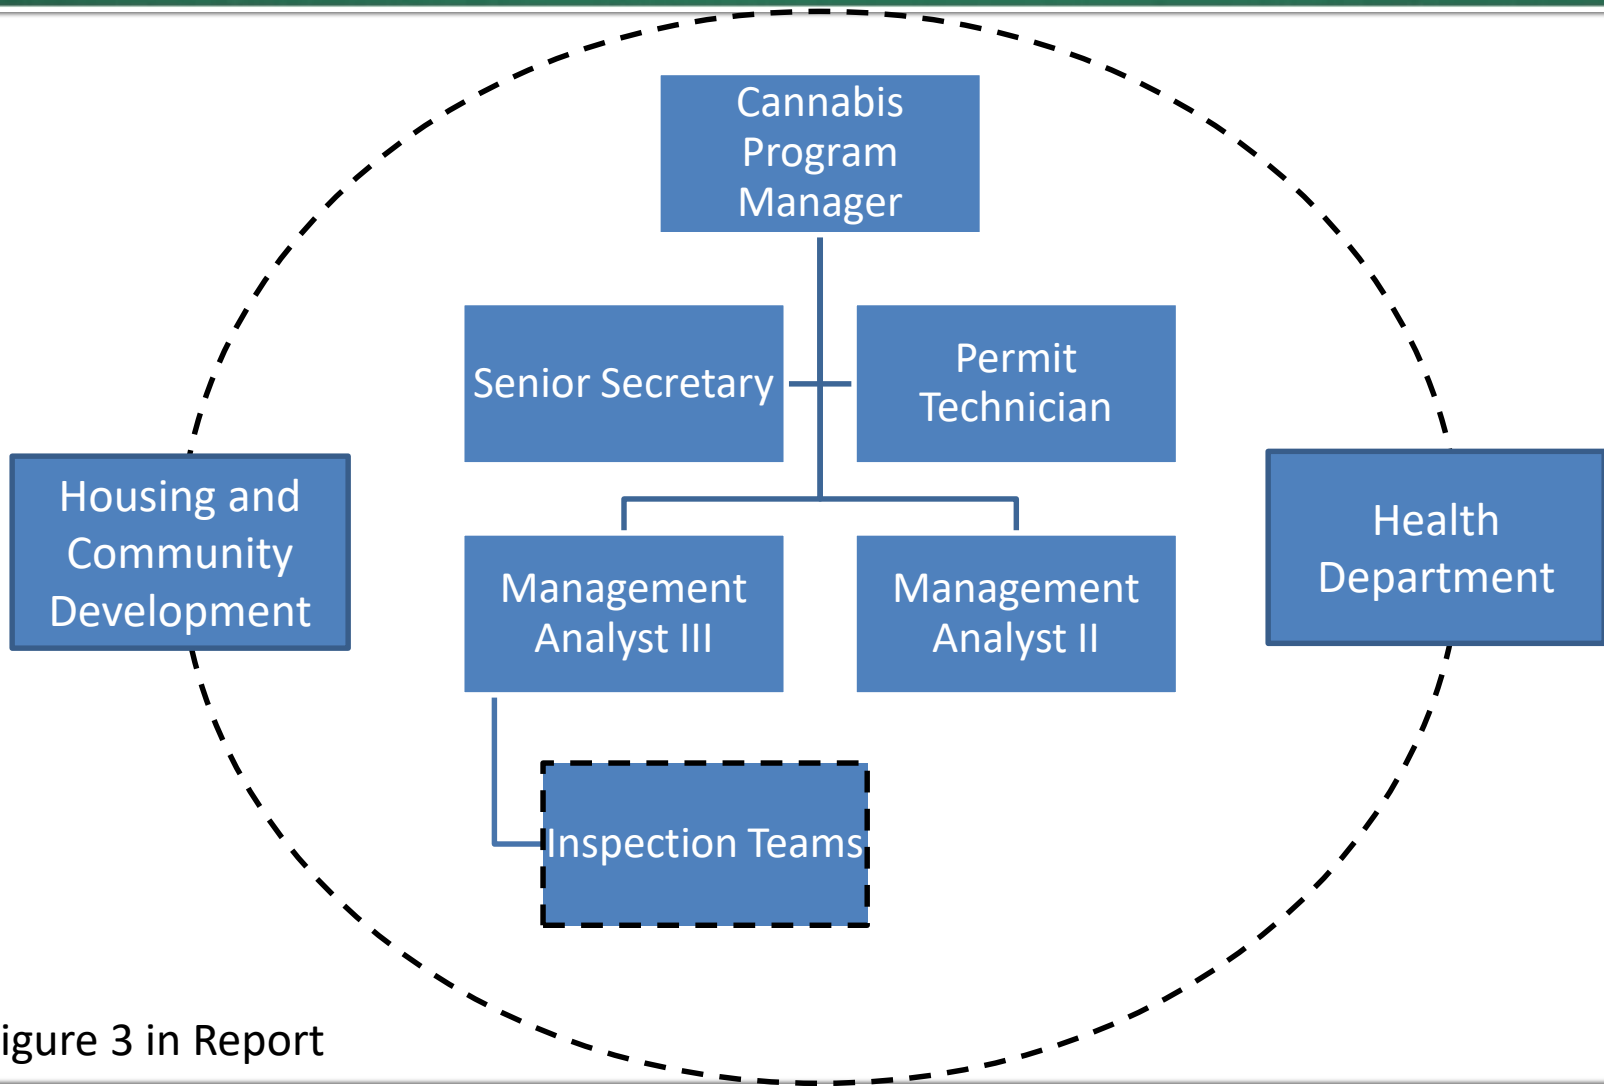 Cannabis
Program
Manager
Senior Secretary
Permit
Technician
Housing and
Community
Development
Health
Department
Management
Analyst III
Management
Analyst II
Inspection Teams
igure 3 in Report